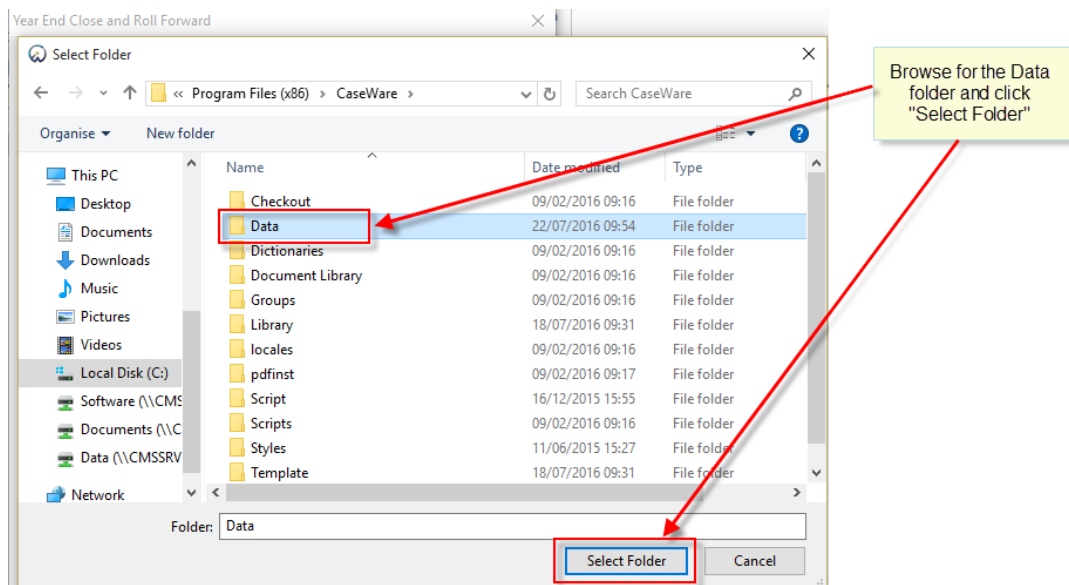 Year End Close and Roll Forward
Select Folder
« Program Files (x86) › CaseWare ›
Search CaseWare
Organise
New folder
?
Name
Date modified
Type
This PC
Desktop
Documents
Downloads
Music
Pictures
Videos
Local Disk (C:)
Software (\\CMS
Documents (\\C
Data (\\CMSSRV
Network
Checkout 09/02/2016 09:16 File folder
Data 22/07/2016 09:54 File folder
Dictionaries 09/02/2016 09:16 File folder
Document Library 09/02/2016 09:16 File folder
Groups 09/02/2016 09:16 File folder
Library 18/07/2016 09:31 File folder
locales 09/02/2016 09:16 File folder
pdfinst 09/02/2016 09:17 File folder
Script 16/12/2015 15:55 File folder
Scripts 09/02/2016 09:16 File folder
Styles 11/06/2015 15:27 File folder
Template 18/07/2016 09:31 File folder
Folder: Data
Select Folder
Cancel
Browse for the Data
folder and click
"Select Folder"